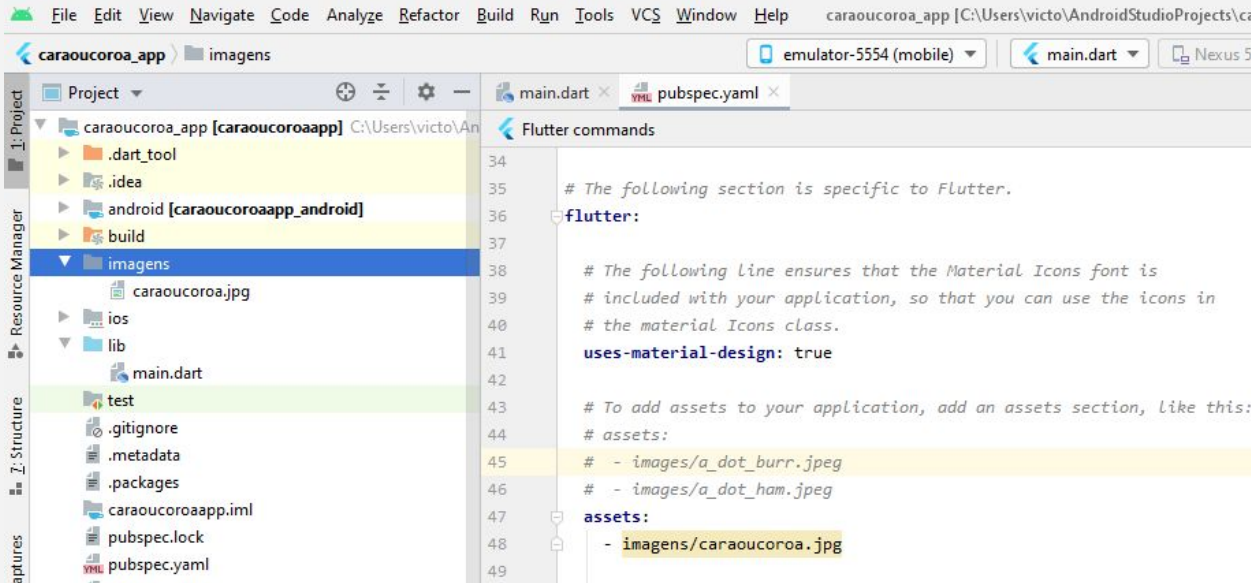 File Edit View Navigate Code Analyze Refactor Build Run Tools VCS Window Help caraoucoroa_app [C:\Users\victo\AndroidStudioProjects\ca
caraoucoroa_app imagens emulator-5554 (mobile) main.dart Nexus 5
1: Project
Resource Manager
7: Structure
aptures
Project
caraoucoroa_app [caraoucoroaapp] C:\Users\victo\An
.dart_tool
.idea
android [caraoucoroaapp_android]
build
imagens
caraoucoroa.jpg
ios
lib
main.dart
test
.gitignore
.metadata
.packages
caraoucoroaapp.iml
pubspec.lock
YML pubspec.yaml
main.dart YML pubspec.yaml
Flutter commands
34
35 # The following section is specific to Flutter.
36 flutter:
37
38 # The following line ensures that the Material Icons font is
39 # included with your application, so that you can use the icons in
40 # the material Icons class.
41 uses-material-design: true
42
43 # To add assets to your application, add an assets section, like this:
44 # assets:
45 # - images/a_dot_burr.jpeg
46 # - images/a_dot_ham.jpeg
47 assets:
48 - imagens/caraoucoroa.jpg
49